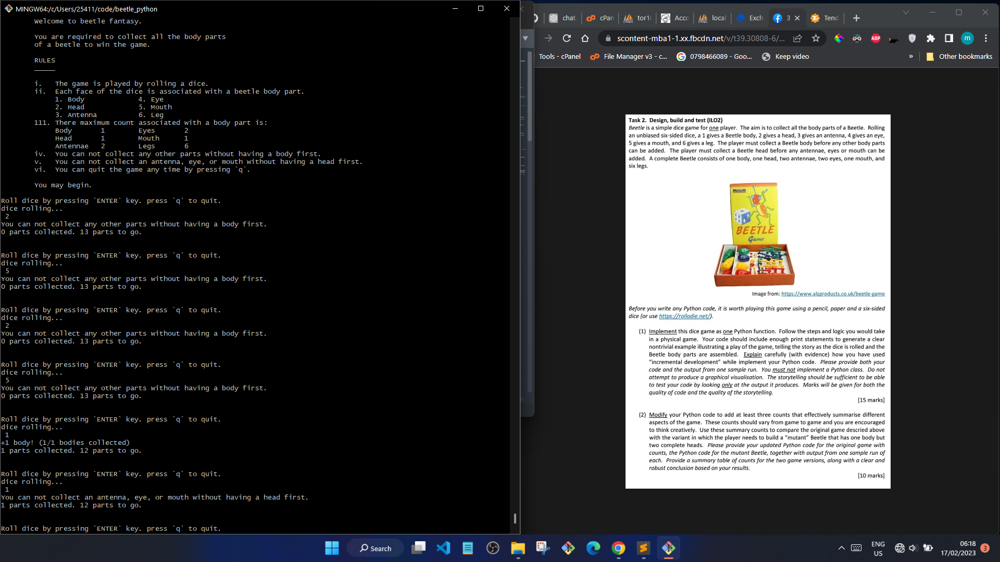 MINGW64:/c/Users/25411/code/beetle_python
Welcome to beetle fantasy.
You are required to collect all the body parts
of a beetle to win the game.
RULES
i. The game is played by rolling a dice.
ii. Each face of the dice is associated with a beetle body part.
1. Body 4. Eye
2. Head 5. Mouth
3. Antenna 6. Leg
111. There maximum count associated with a body part is:
Body 1 Eyes 2
Head 1 Mouth 1
Antennae 2 Legs 6
iv. You can not collect any other parts without having a body first.
v. You can not collect an antenna, eye, or mouth without having a head first.
vi. You can quit the game any time by pressing `q`.
You may begin.
Roll dice by pressing `ENTER` key. press `q` to quit.
dice rolling...
2
You can not collect any other parts without having a body first.
0 parts collected. 13 parts to go.
Roll dice by pressing `ENTER` key. press `q` to quit.
dice rolling...
5
You can not collect any other parts without having a body first.
0 parts collected. 13 parts to go.
Roll dice by pressing `ENTER` key. press `q` to quit.
dice rolling...
2
You can not collect any other parts without having a body first.
0 parts collected. 13 parts to go.
Roll dice by pressing `ENTER` key. press `q` to quit.
dice rolling...
5
You can not collect any other parts without having a body first.
0 parts collected. 13 parts to go.
Roll dice by pressing `ENTER` key. press `q` to quit.
dice rolling...
1
+1 body! (1/1 bodies collected)
1 parts collected. 12 parts to go.
Roll dice by pressing `ENTER` key. press `q` to quit.
dice rolling...
1
You can not collect an antenna, eye, or mouth without having a head first.
1 parts collected. 12 parts to go.
Roll dice by pressing `ENTER` key. press `q` to quit.
chat. cPan tor1( Acco local Exch 3 Tend
scontent-mba1-1.xx.fbcdn.net/v/t39.30808-6/... ABP m
Tools - cPanel File Manager v3 - c... 0798466089 - Goo... Keep video » Other bookmarks
Task 2. Design, build and test (ILO2)
Beetle is a simple dice game for one player. The aim is to collect all the body parts of a Beetle. Rolling
an unbiased six-sided dice, a 1 gives a Beetle body, 2 gives a head, 3 gives an antenna, 4 gives an eye,
5 gives a mouth, and 6 gives a leg. The player must collect a Beetle body before any other body parts
can be added. The player must collect a Beetle head before any antennae, eyes or mouth can be
added. A complete Beetle consists of one body, one head, two antennae, two eyes, one mouth, and
six legs.
BEETLE
Game
Image from: https://www.alzproducts.co.uk/beetle-game
Before you write any Python code, it is worth playing this game using a pencil, paper and a six-sided
dice (or use https://rolladie.net/).
(1) Implement this dice game as one Python function. Follow the steps and logic you would take
in a physical game. Your code should include enough print statements to generate a clear
nontrivial example illustrating a play of the game, telling the story as the dice is rolled and the
Beetle body parts are assembled. Explain carefully (with evidence) how you have used
“incremental development” while implement your Python code. Please provide both your
code and the output from one sample run. You must not implement a Python class. Do not
attempt to produce a graphical visualisation. The storytelling should be sufficient to be able
to test your code by looking only at the output it produces. Marks will be given for both the
quality of code and the quality of the storytelling.
[15 marks]
(2) Modify your Python code to add at least three counts that effectively summarise different
aspects of the game. These counts should vary from game to game and you are encouraged
to think creatively. Use these summary counts to compare the original game descried above
with the variant in which the player needs to build a “mutant” Beetle that has one body but
two complete heads. Please provide your updated Python code for the original game with
counts, the Python code for the mutant Beetle, together with output from one sample run of
each. Provide a summary table of counts for the two game versions, along with a clear and
robust conclusion based on your results.
[10 marks]
Search
ENG
US
06:18
17/02/2023
3